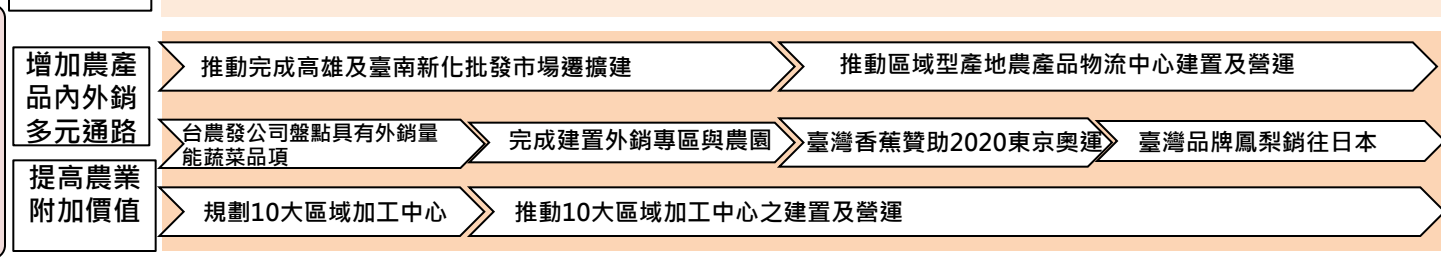 增加農產
品內外銷
多元通路
推動完成高雄及臺南新化批發市場遷擴建
推動區域型產地農產品物流中心建置及營運
台農發公司盤點具有外銷量
能蔬菜品項
完成建置外銷專區與農園
臺灣香蕉贊助2020東京奧運
臺灣品牌鳳梨銷往日本
提高農業
附加價值
規劃10大區域加工中心
推動10大區域加工中心之建置及營運